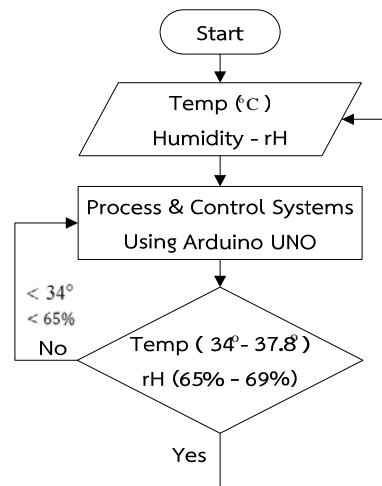 Start
Temp (°C)
Humidity - rH
Process & Control Systems
Using Arduino UNO
< 34°
< 65%
No
Temp ( 34° - 37.8° )
rH (65% - 69%)
Yes